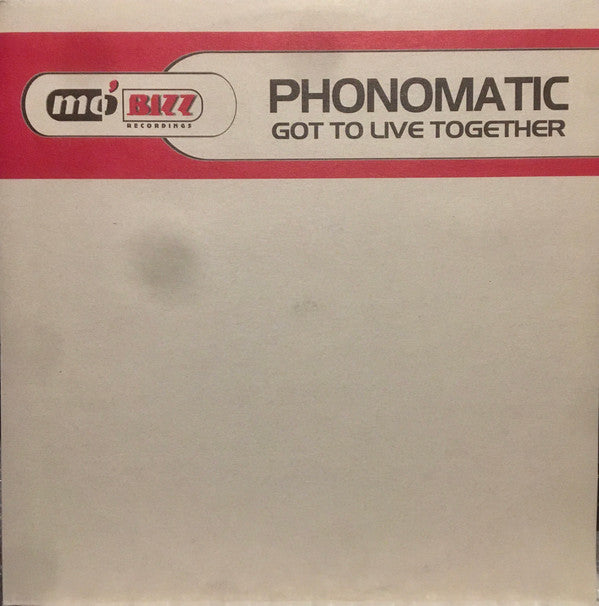 mo' BIZZ
RECORDINGS
PHONOMATIC
GOT TO LIVE TOGETHER